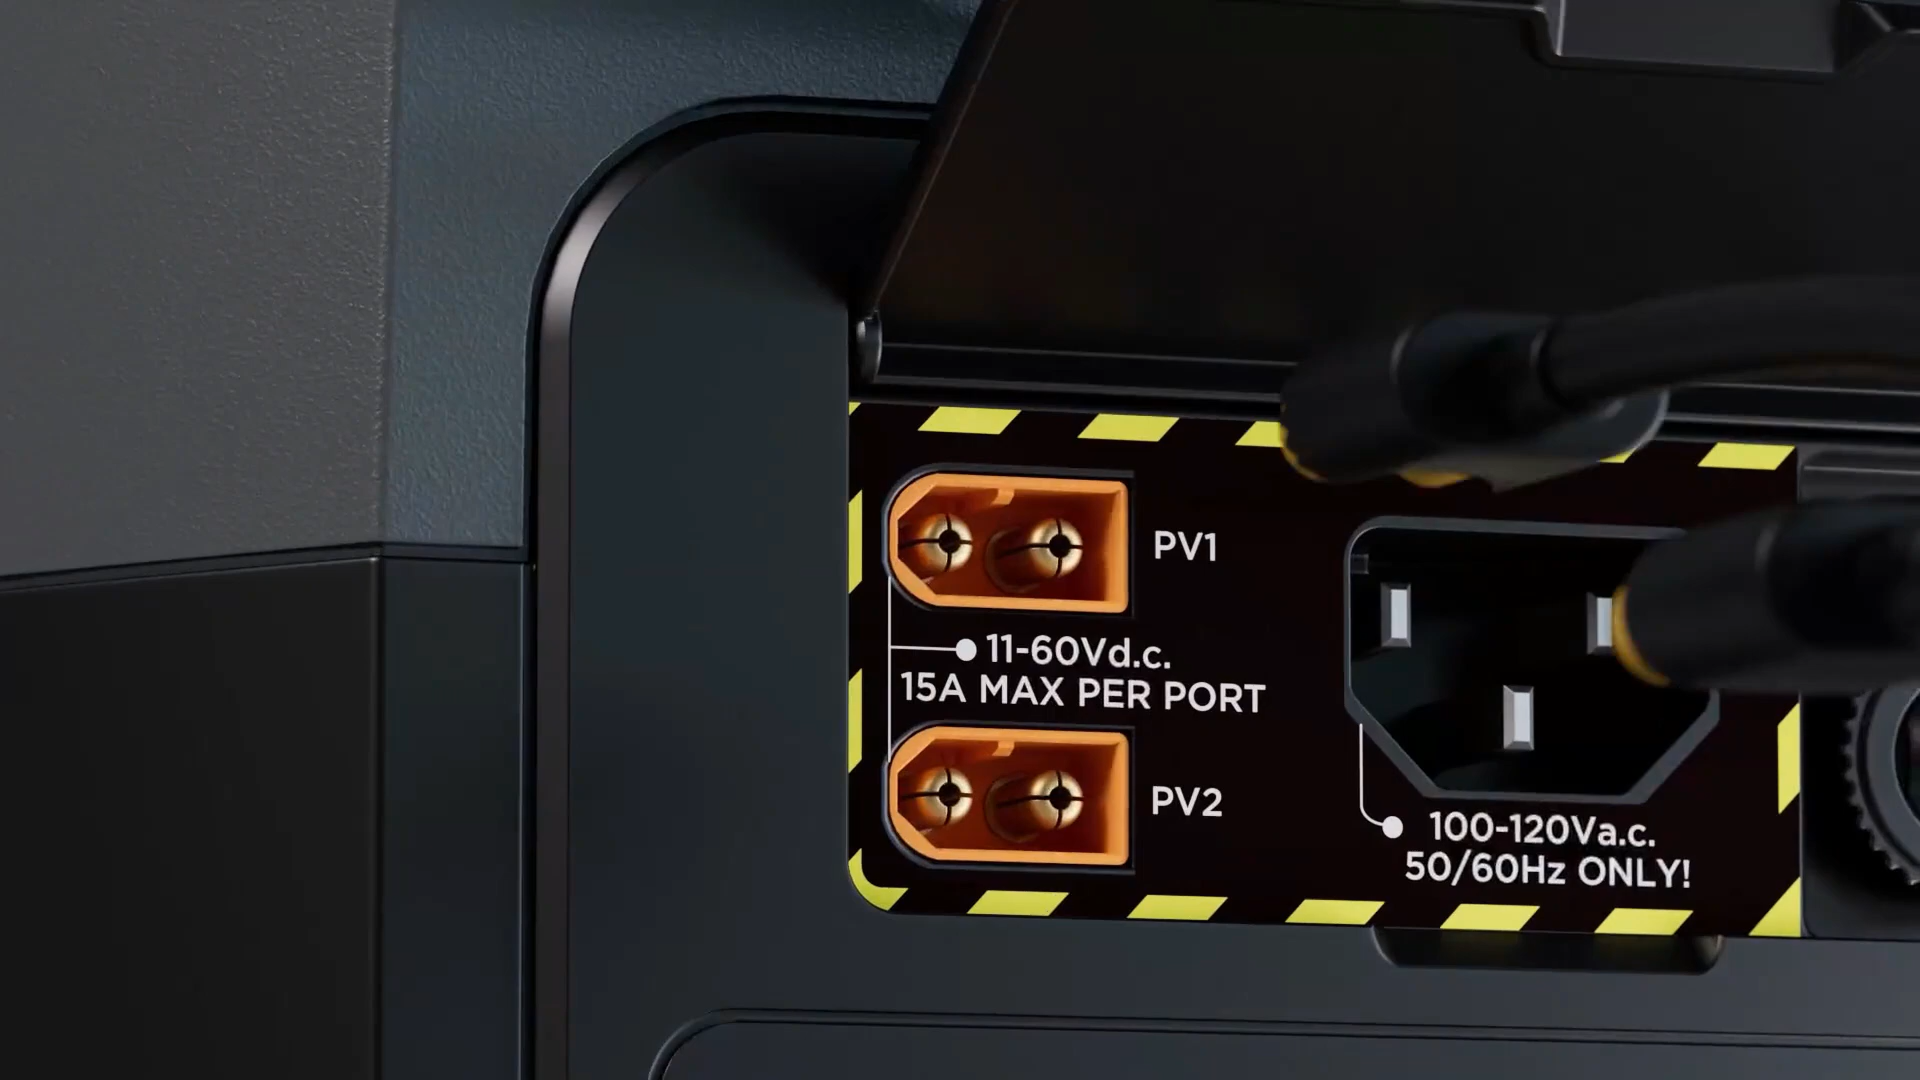 PV1
11-60Vd.c.
15A MAX PER PORT
PV2
100-120Va.c.
50/60Hz ONLY!